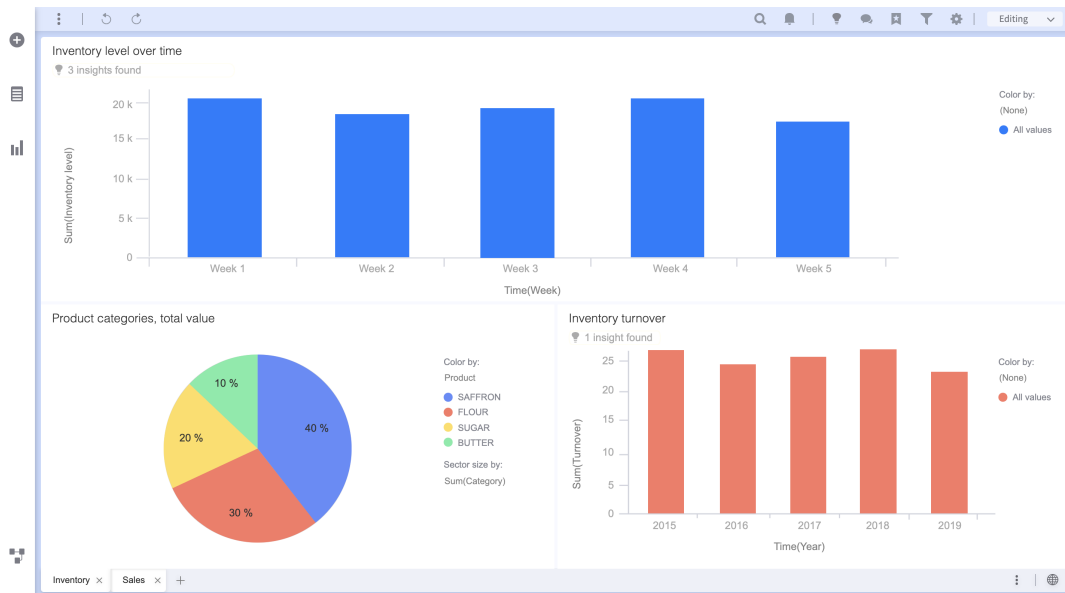 Editing
Inventory level over time
3 insights found
Sum(Inventory level)
20 k
15 k
10 k
5 k
0
Week 1
Week 2
Week 3
Week 4
Week 5
Time(Week)
Color by:
(None)
All values
Product categories, total value
10 %
40 %
20 %
30 %
Color by:
Product
SAFFRON
FLOUR
SUGAR
BUTTER
Sector size by:
Sum(Category)
Inventory turnover
1 insight found
Sum(Turnover)
25
20
15
10
5
0
2015
2016
2017
2018
2019
Time(Year)
Color by:
(None)
All values
Inventory
Sales